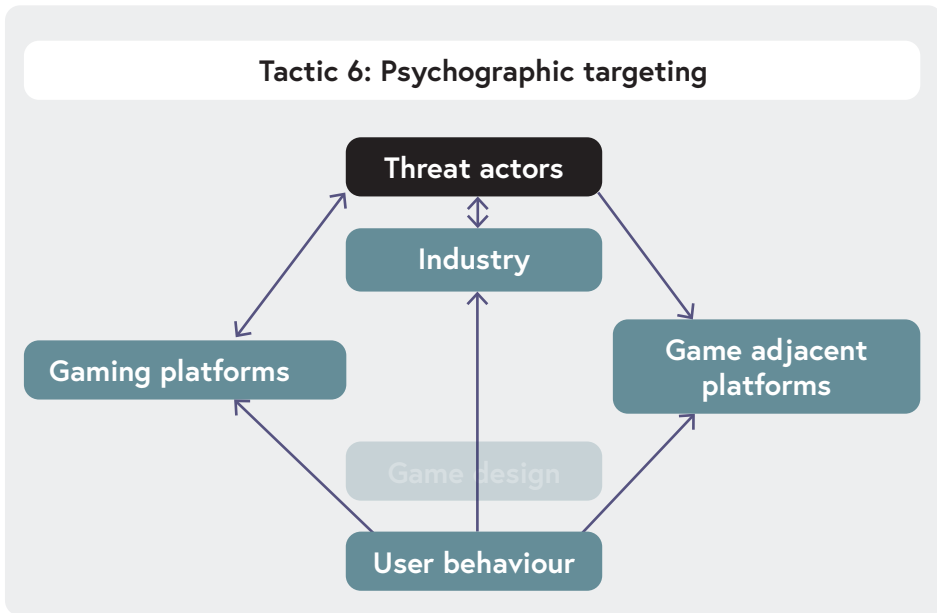 Tactic 6: Psychographic targeting
Threat actors
Industry
Gaming platforms
Game adjacent
platforms
Game design
User behaviour